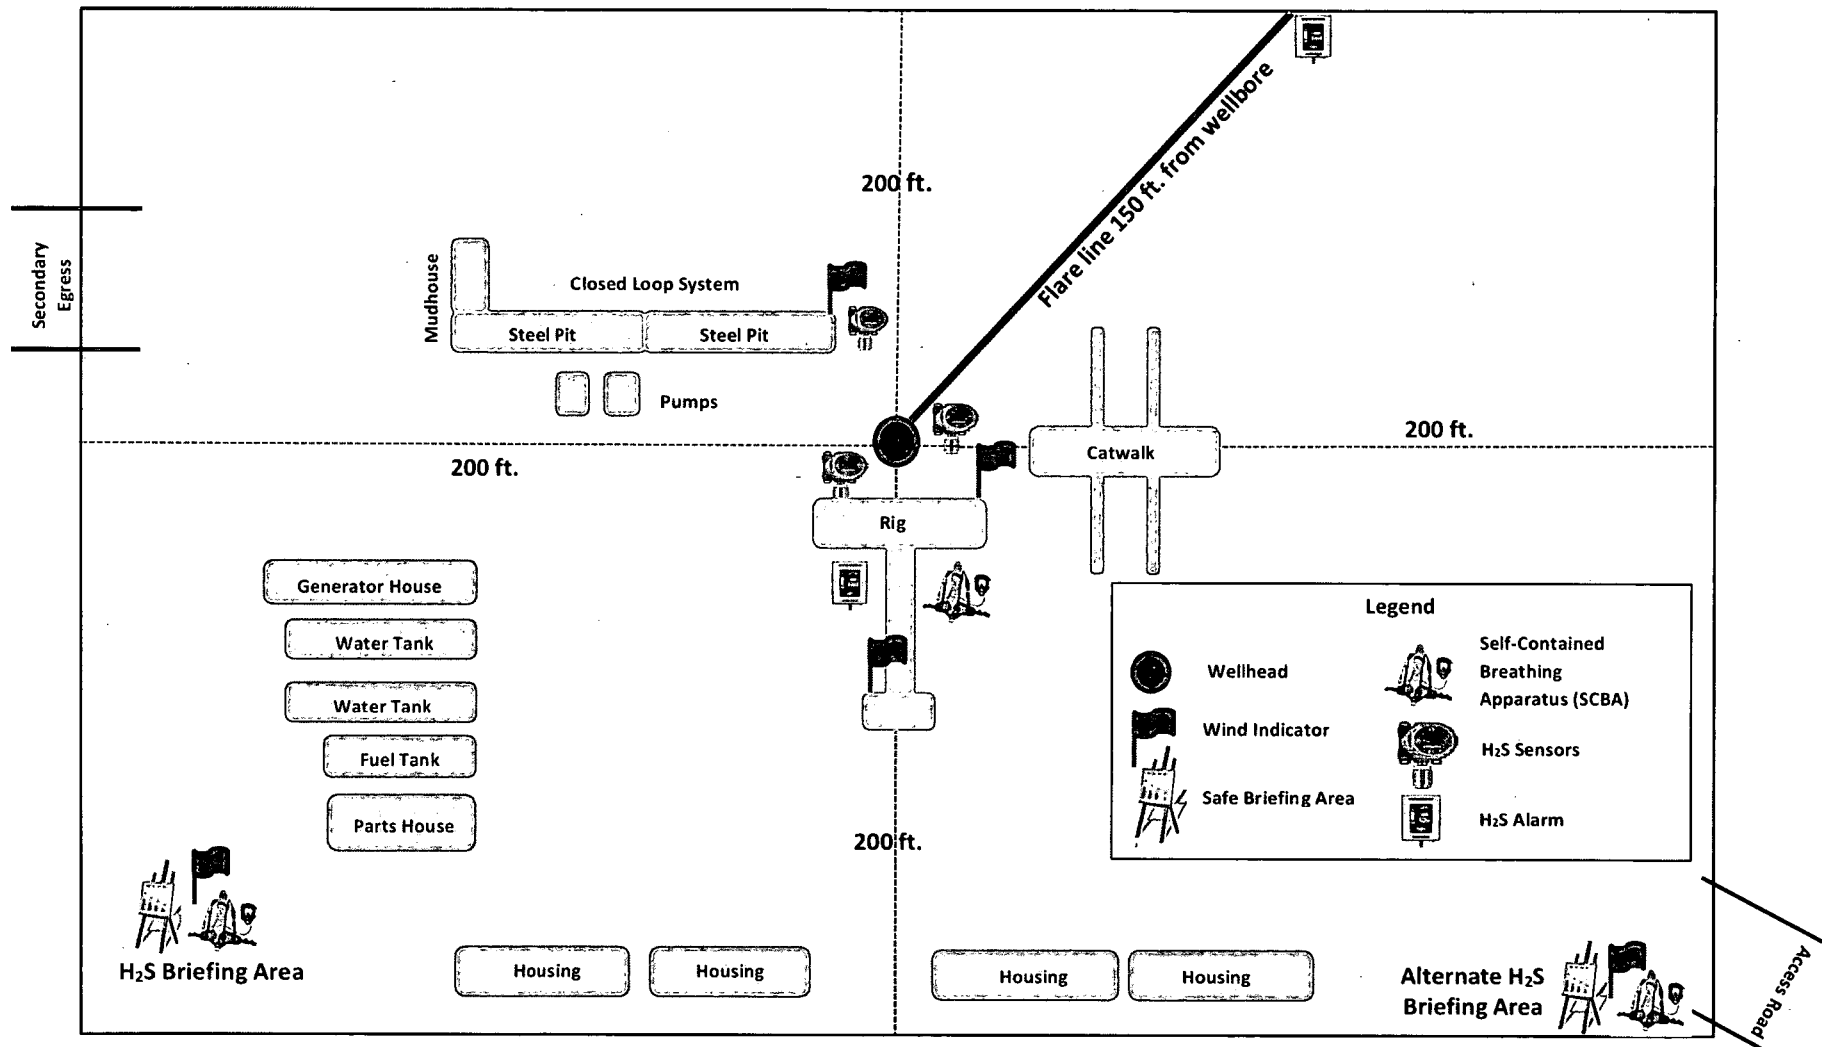 Flare line 150 ft. from wellbore
200 ft.
Secondary
Egress
Mudhouse
Closed Loop System
Steel Pit
Steel Pit
Pumps
200 ft.
200 ft.
Catwalk
Rig
Generator House
Water Tank
Water Tank
Fuel Tank
Parts House
200 ft.
Legend
Wellhead
Self-Contained
Breathing
Apparatus (SCBA)
Wind Indicator
H₂S Sensors
Safe Briefing Area
H₂S Alarm
H₂S Briefing Area
Housing
Housing
Housing
Housing
Alternate H₂S
Briefing Area
Access Road